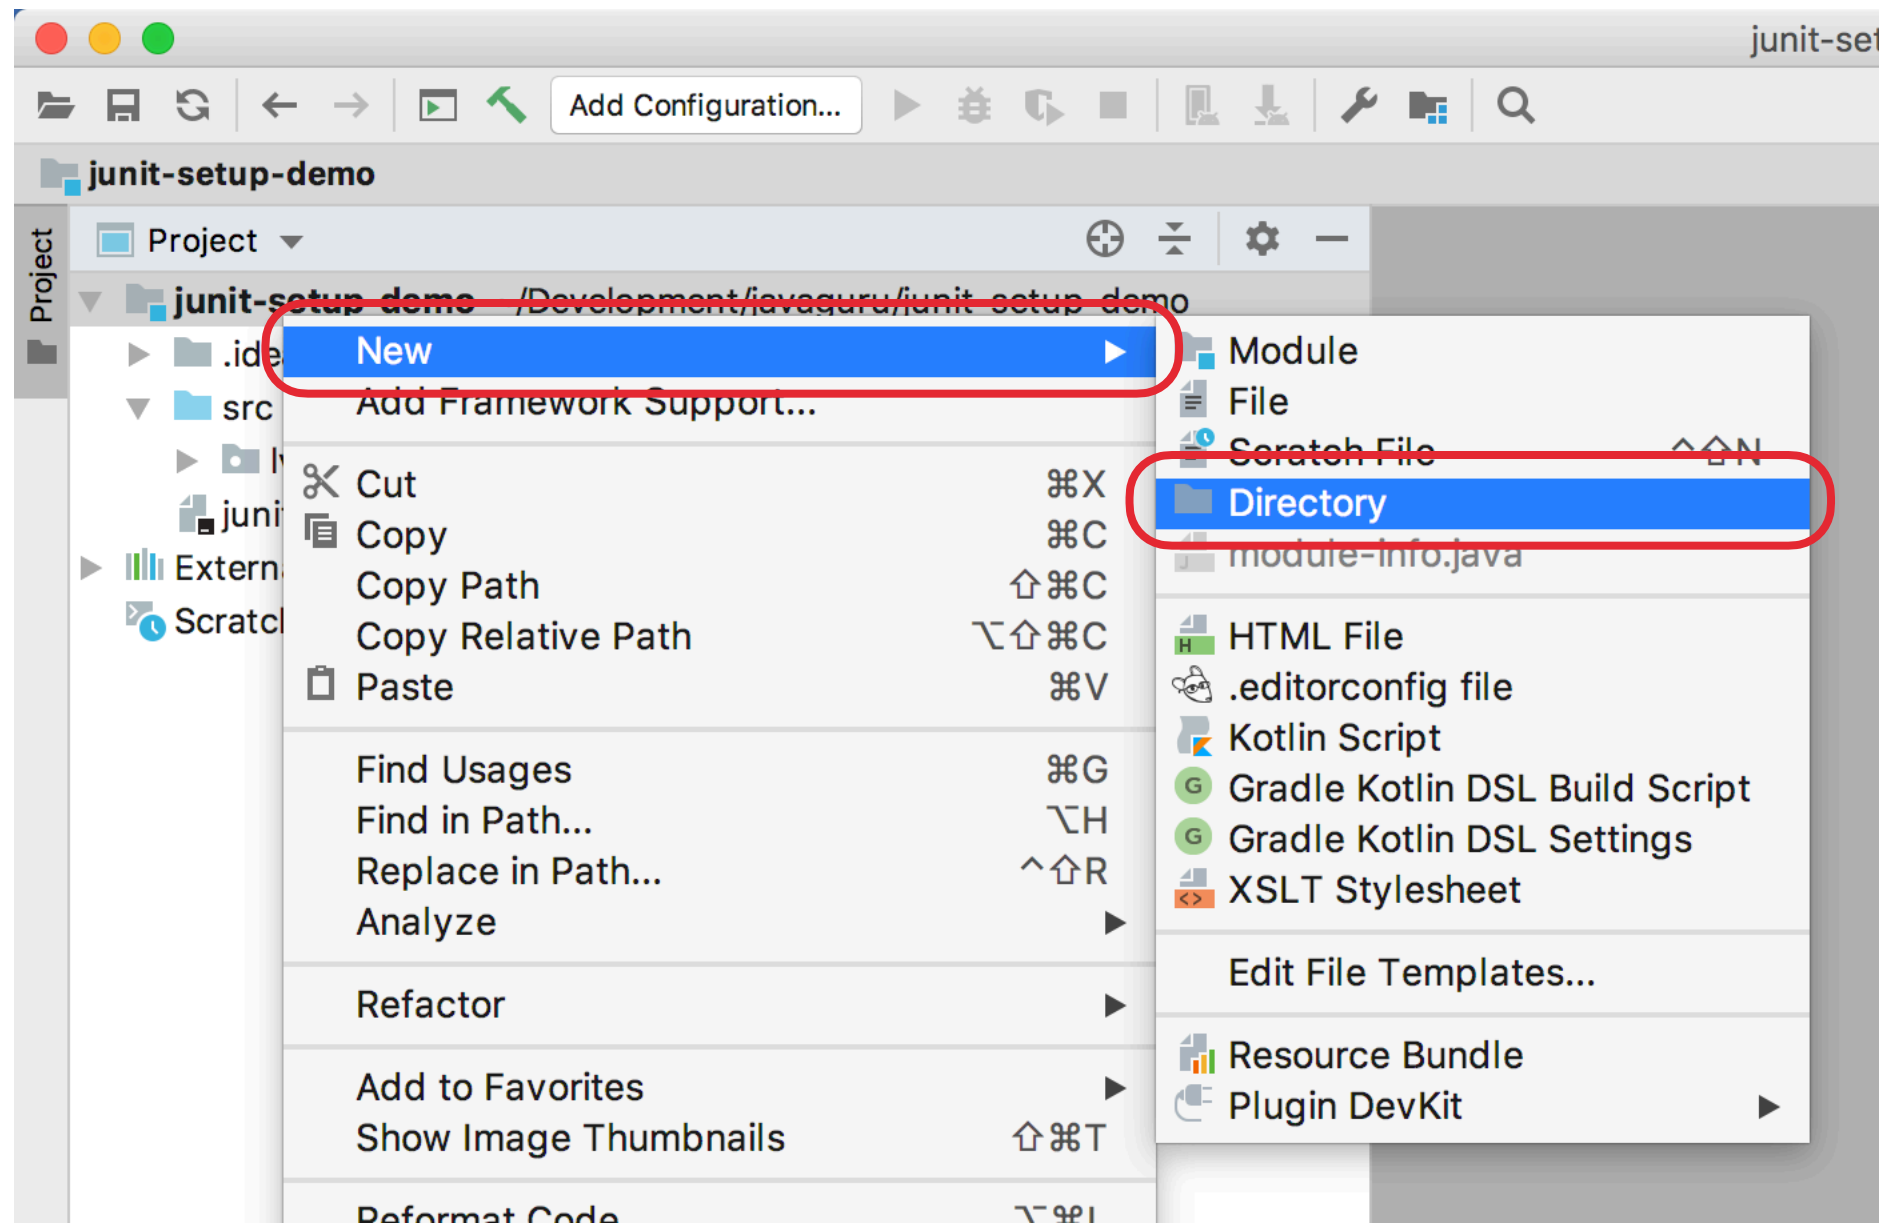 junit-set
Add Configuration...
junit-setup-demo
Project
Project
junit-setup-demo /Development/javaguru/junit-setup-demo
.idea
src
juni
Extern
Scratch
New
Add Framework Support...
Cut ⌘X
Copy ⌘C
Copy Path ⇧⌘C
Copy Relative Path ⌥⇧⌘C
Paste ⌘V
Find Usages ⌘G
Find in Path... ⌥H
Replace in Path... ^⇧R
Analyze
Refactor
Add to Favorites
Show Image Thumbnails ⇧⌘T
Reformat Code ⌥⌘L
Module
File
Scratch File ^⇧N
Directory
module-info.java
HTML File
.editorconfig file
Kotlin Script
Gradle Kotlin DSL Build Script
Gradle Kotlin DSL Settings
XSLT Stylesheet
Edit File Templates...
Resource Bundle
Plugin DevKit